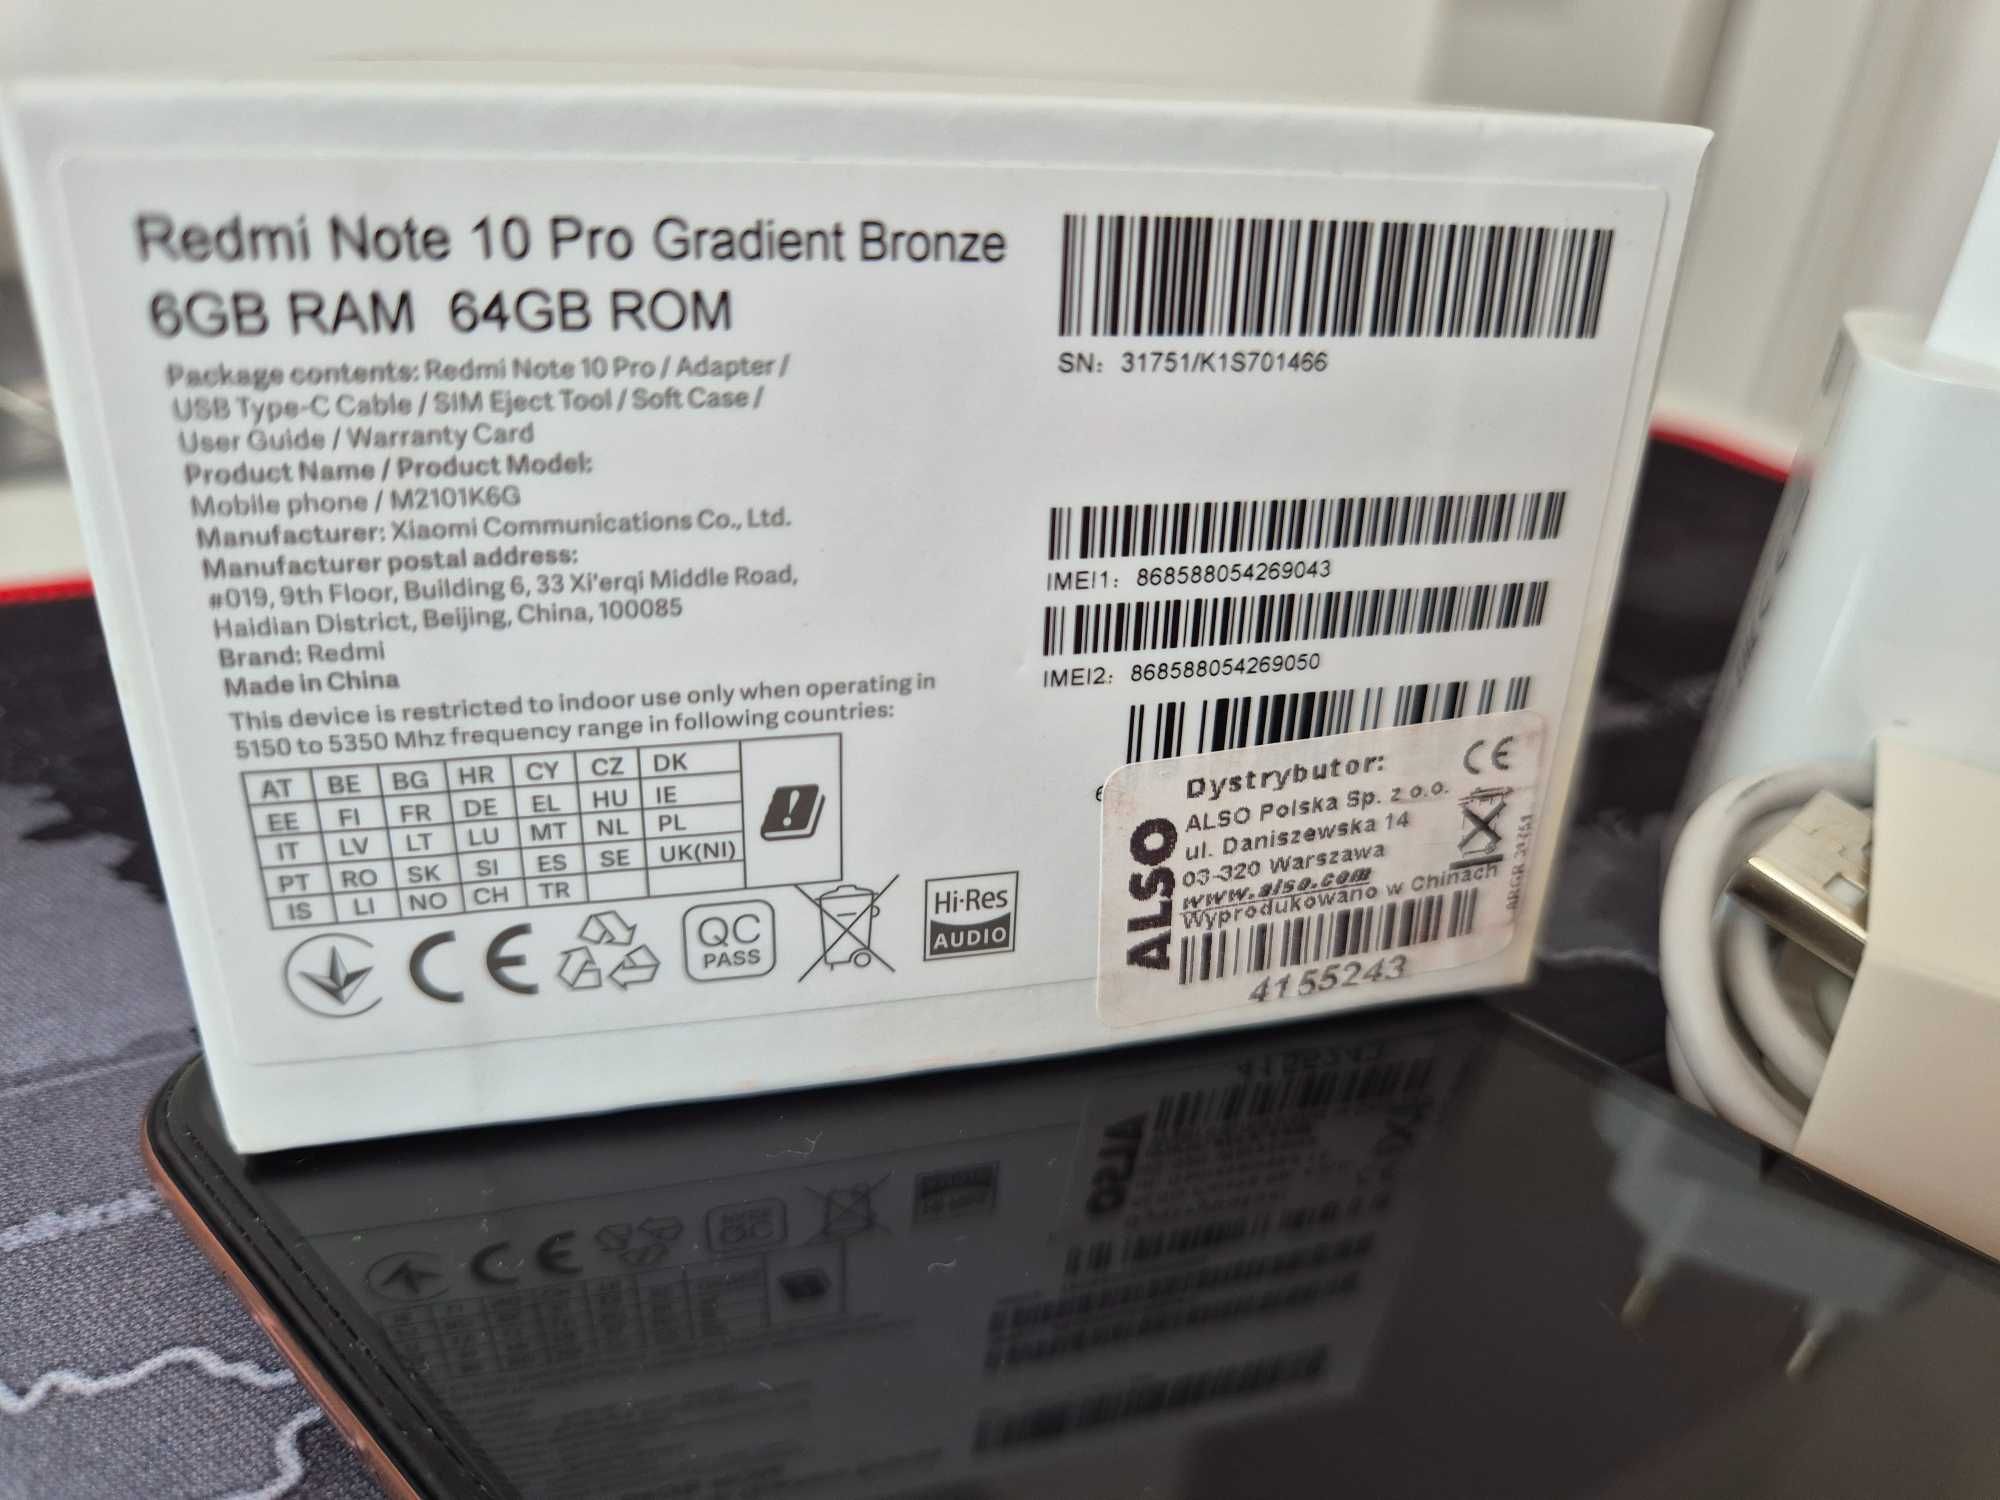 Redmi Note 10 Pro Gradient Bronze
6GB RAM 64GB ROM
Package contents: Redmi Note 10 Pro / Adapter /
USB Type-C Cable / SIM Eject Tool / Soft Case /
User Guide / Warranty Card
Product Name / Product Model:
Mobile phone / M2101K6G
Manufacturer: Xiaomi Communications Co., Ltd.
Manufacturer postal address:
#019, 9th Floor, Building 6, 33 Xi'erqi Middle Road,
Haidian District, Beijing, China, 100085
Brand: Redmi
Made in China
This device is restricted to indoor use only when operating in
5150 to 5350 Mhz frequency range in following countries:
AT BE BG HR CY CZ DK
EE FI FR DE EL HU IE
IT LV LT LU MT NL PL
PT RO SK SI ES SE UK(NI)
IS LI NO CH TR
CE
QC
PASS
Hi-Res
AUDIO
SN: 31751/K1S701466
IMEI1: 868588054269043
IMEI2: 868588054269050
ALSO
Dystrybutor:
CE
ALSO Polska Sp. z o.o.
ul. Daniszewska 14
03-320 Warszawa
www.also.com
Wyprodukowano w Chinach
4155243